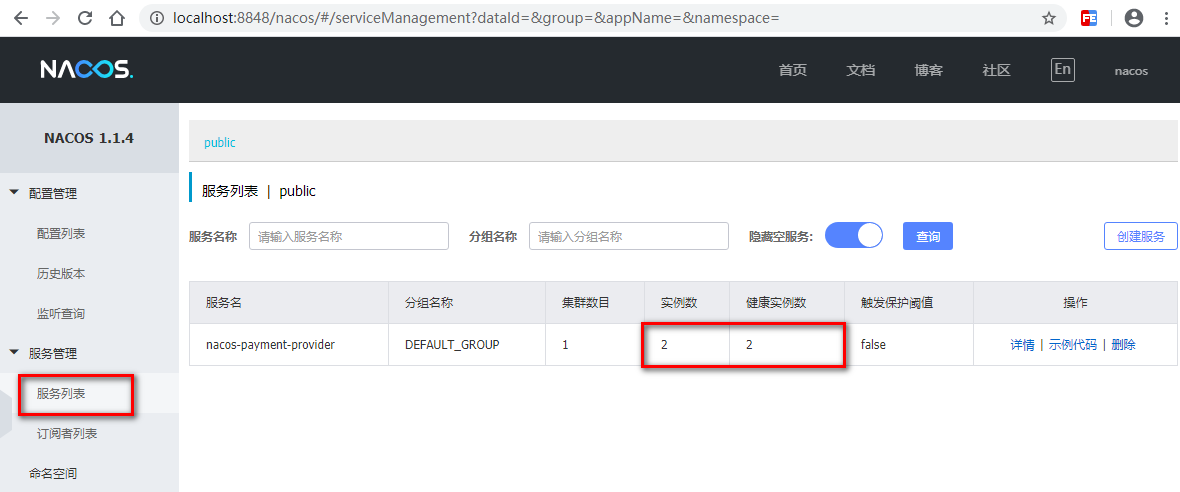 localhost:8848/nacos/#/serviceManagement?dataId=&group=&appName=&namespace=
FE
NACOS.
首页 文档 博客 社区 En nacos
NACOS 1.1.4
配置管理
配置列表
历史版本
监听查询
服务管理
服务列表
订阅者列表
命名空间
public
服务列表 | public
服务名称 请输入服务名称 分组名称 请输入分组名称 隐藏空服务: 查询 创建服务
服务名 分组名称 集群数目 实例数 健康实例数 触发保护阈值 操作
nacos-payment-provider DEFAULT_GROUP 1 2 2 false 详情 | 示例代码 | 删除